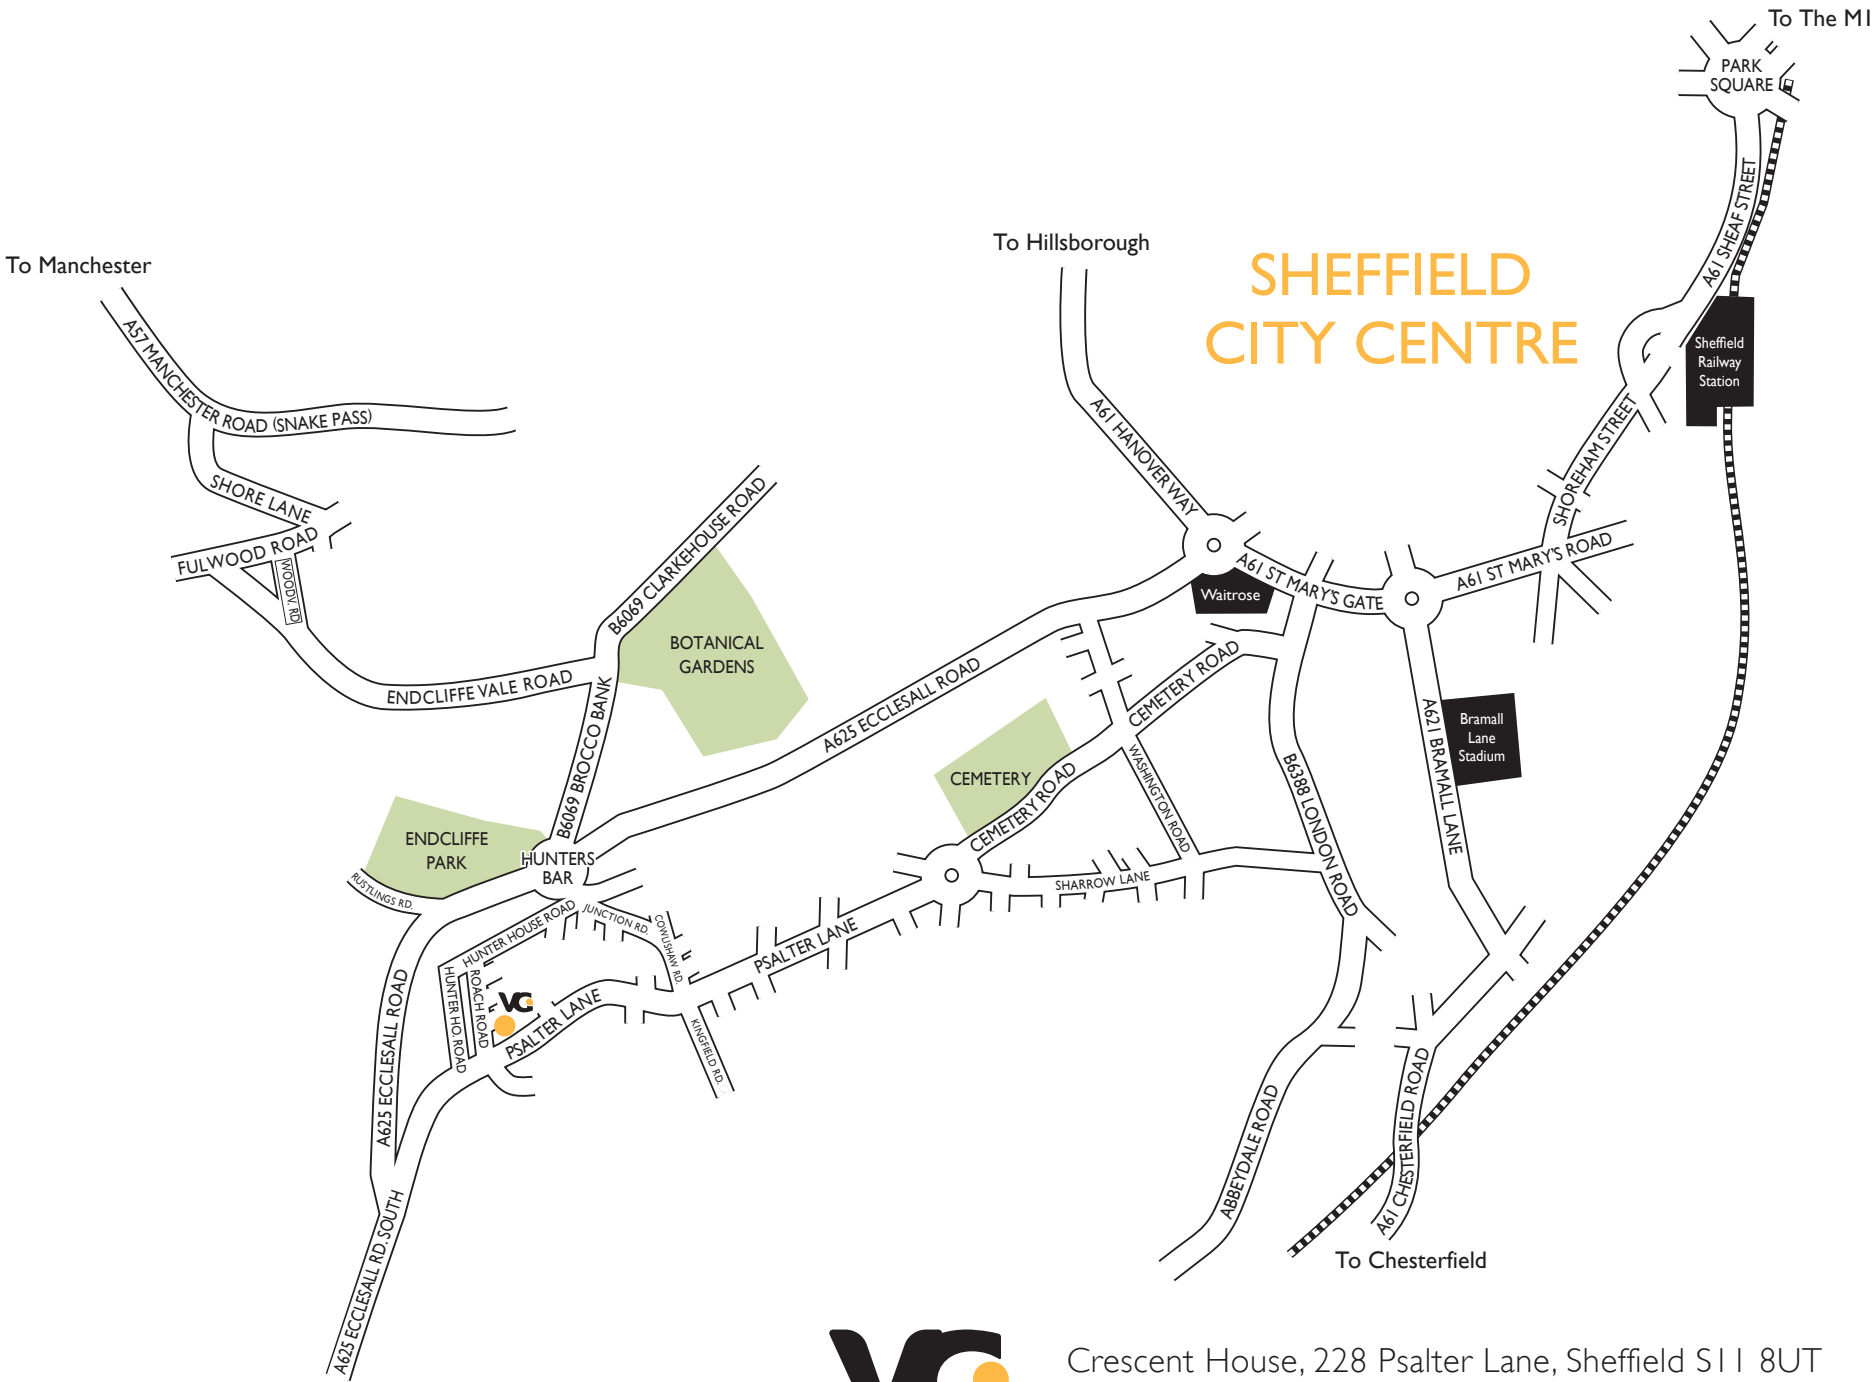 To The M1
PARK
SQUARE
A61 SHEAF STREET
To Hillsborough
SHEFFIELD
CITY CENTRE
To Manchester
A57 MANCHESTER ROAD (SNAKE PASS)
Sheffield
Railway
Station
A61 HANOVER WAY
SHOREHAM STREET
SHORE LANE
FULWOOD ROAD
WOODV. RD
B6069 CLARKEHOUSE ROAD
A61 ST MARY'S GATE
A61 ST MARY'S ROAD
Waitrose
BOTANICAL
GARDENS
ENDCLIFFE VALE ROAD
B6069 BROCCO BANK
A625 ECCLESALL ROAD
CEMETERY ROAD
A621 BRAMALL LANE
Bramall
Lane
Stadium
CEMETERY
CEMETERY ROAD
WASHINGTON ROAD
B6388 LONDON ROAD
ENDCLIFFE
PARK
HUNTERS
BAR
RUSTLINGS RD.
SHARROW LANE
HUNTER HOUSE ROAD
JUNCTION RD.
COWLISHAW RD.
PSALTER LANE
HUNTER HO. ROAD
ROACH ROAD
VG
PSALTER LANE
KINGFIELD RD.
A625 ECCLESALL ROAD
ABBEYDALE ROAD
A61 CHESTERFIELD ROAD
To Chesterfield
A625 ECCLESALL RD. SOUTH
VG
Crescent House, 228 Psalter Lane, Sheffield S11 8UT